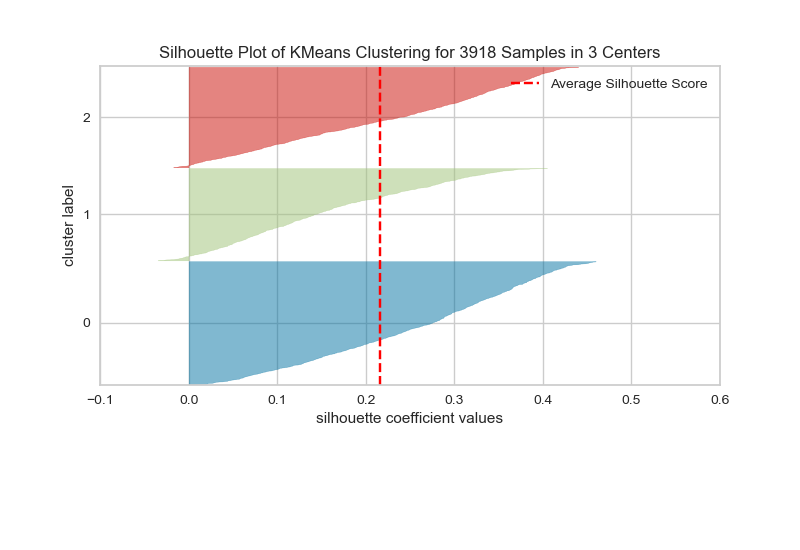 Silhouette Plot of KMeans Clustering for 3918 Samples in 3 Centers
Average Silhouette Score
2
1
0
cluster label
−0.1 0.0 0.1 0.2 0.3 0.4 0.5 0.6
silhouette coefficient values